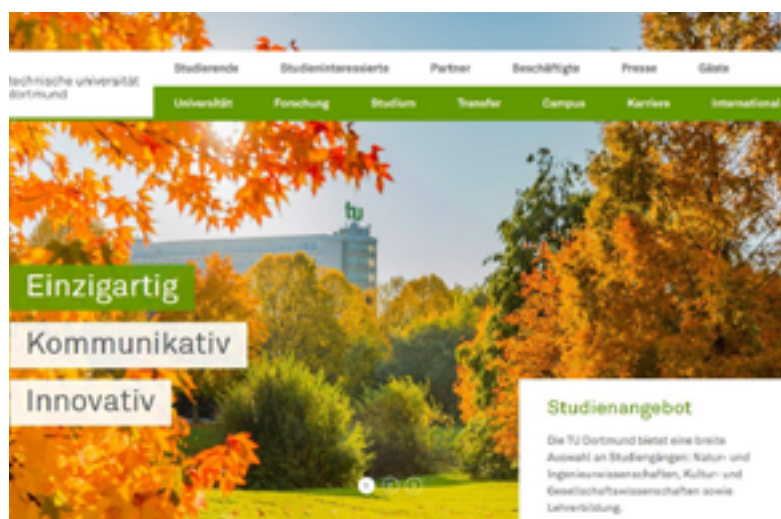 Studierende Studieninteressierte Partner Beschäftigte Presse Gäste
technische universität
dortmund
Universität Forschung Studium Transfer Campus Karriere International
tu
Einzigartig
Kommunikativ
Innovativ
Studienangebot
Die TU Dortmund bietet eine breite
Auswahl an Studiengängen: Natur- und
Ingenieurwissenschaften, Kultur- und
Gesellschaftswissenschaften sowie
Lehrerbildung.